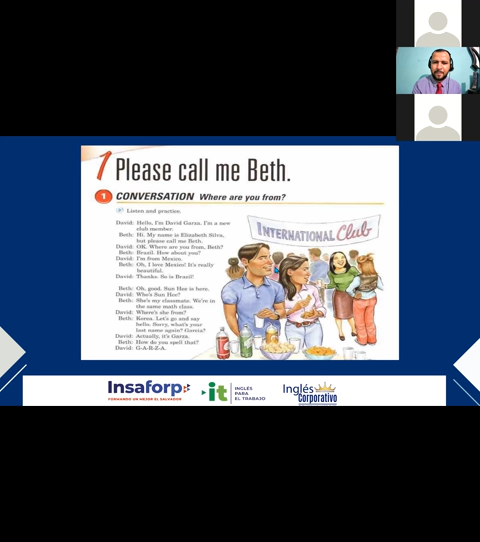 1 Please call me Beth.
1 CONVERSATION Where are you from?
Listen and practice.
David: Hello, I'm David Garza. I'm a new
club member.
Beth: Hi. My name is Elizabeth Silva,
but please call me Beth.
David: OK. Where are you from, Beth?
Beth: Brazil. How about you?
David: I'm from Mexico.
Beth: Oh, I love Mexico! It's really
beautiful.
David: Thanks. So is Brazil!
Beth: Oh, good. Sun Hee is here.
David: Who's Sun Hee?
Beth: She's my classmate. We're in
the same math class.
David: Where's she from?
Beth: Korea. Let's go and say
hello. Sorry, what's your
last name again? Garcia?
David: Actually, it's Garza.
Beth: How do you spell that?
David: G-A-R-Z-A.
INTERNATIONAL Club
Insaforp
FORMANDO UN MEJOR EL SALVADOR
it
INGLÉS
PARA
EL TRABAJO
Inglés
Corporativo